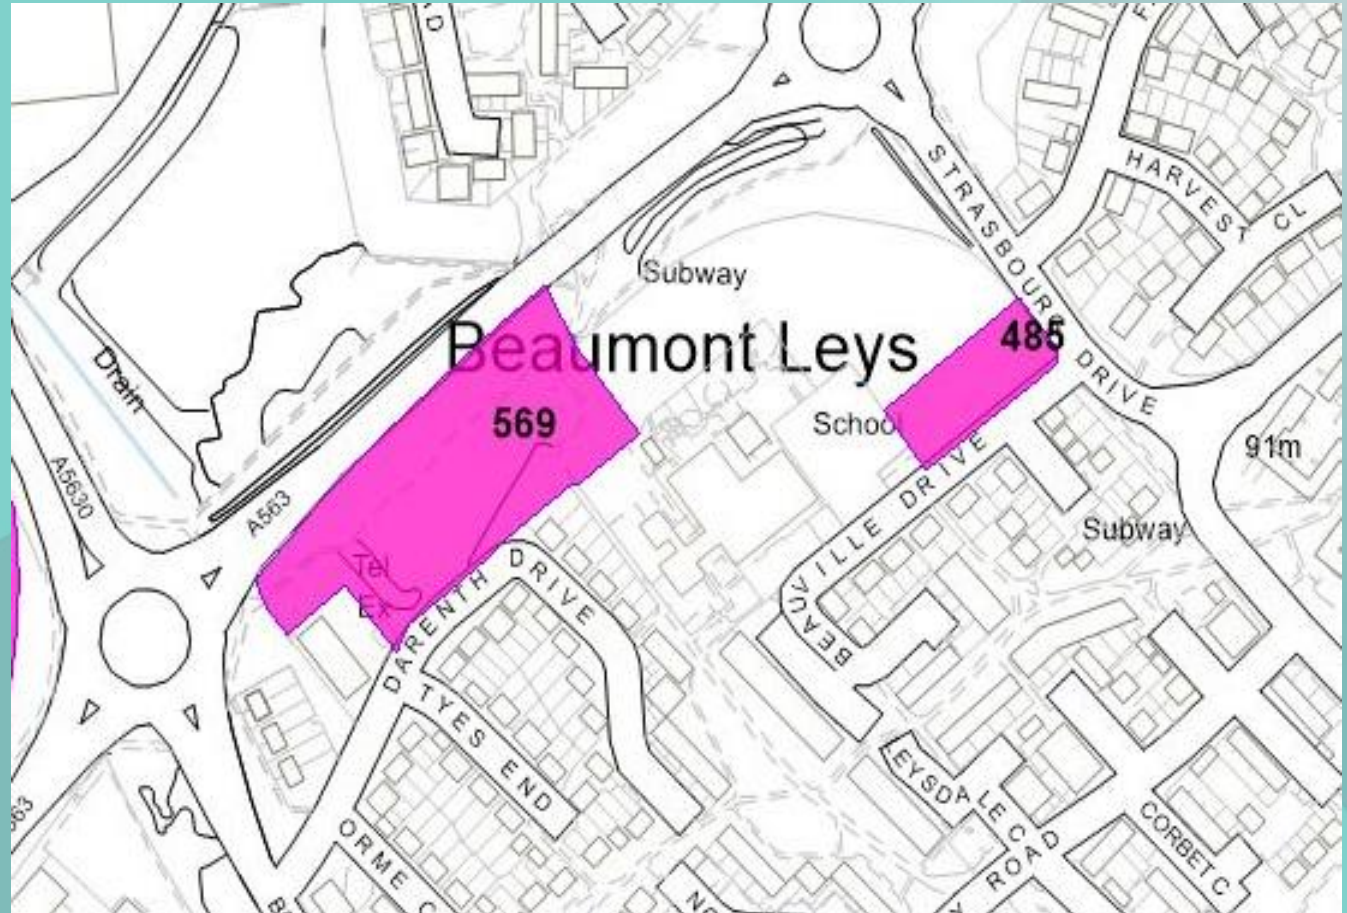 STRASBOURG DRIVE
HARVEST CL
Subway
Beaumont Leys
485
569
School
91m
Drain
A5630
A563
Subway
Tel
Ex
DARENTH DRIVE
BEAUVILLE DRIVE
TYES END
LEYSDALE C
ROAD
CORBET C
ORME C